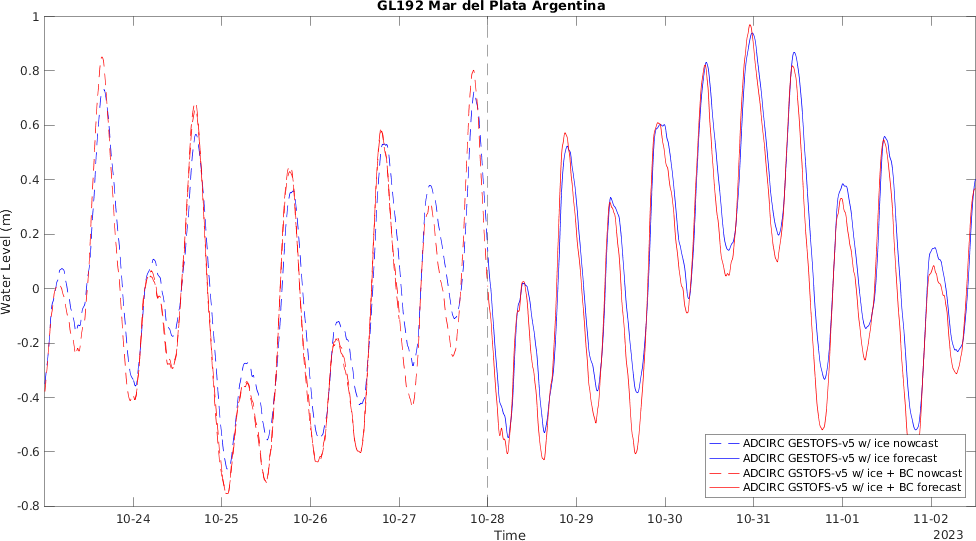 GL192 Mar del Plata Argentina
1
0.8
0.6
0.4
0.2
0
-0.2
-0.4
-0.6
-0.8
Water Level (m)
10-24 10-25 10-26 10-27 10-28 10-29 10-30 10-31 11-01 11-02
Time
2023
ADCIRC GESTOFS-v5 w/ ice nowcast
ADCIRC GESTOFS-v5 w/ ice forecast
ADCIRC GSTOFS-v5 w/ ice + BC nowcast
ADCIRC GSTOFS-v5 w/ ice + BC forecast